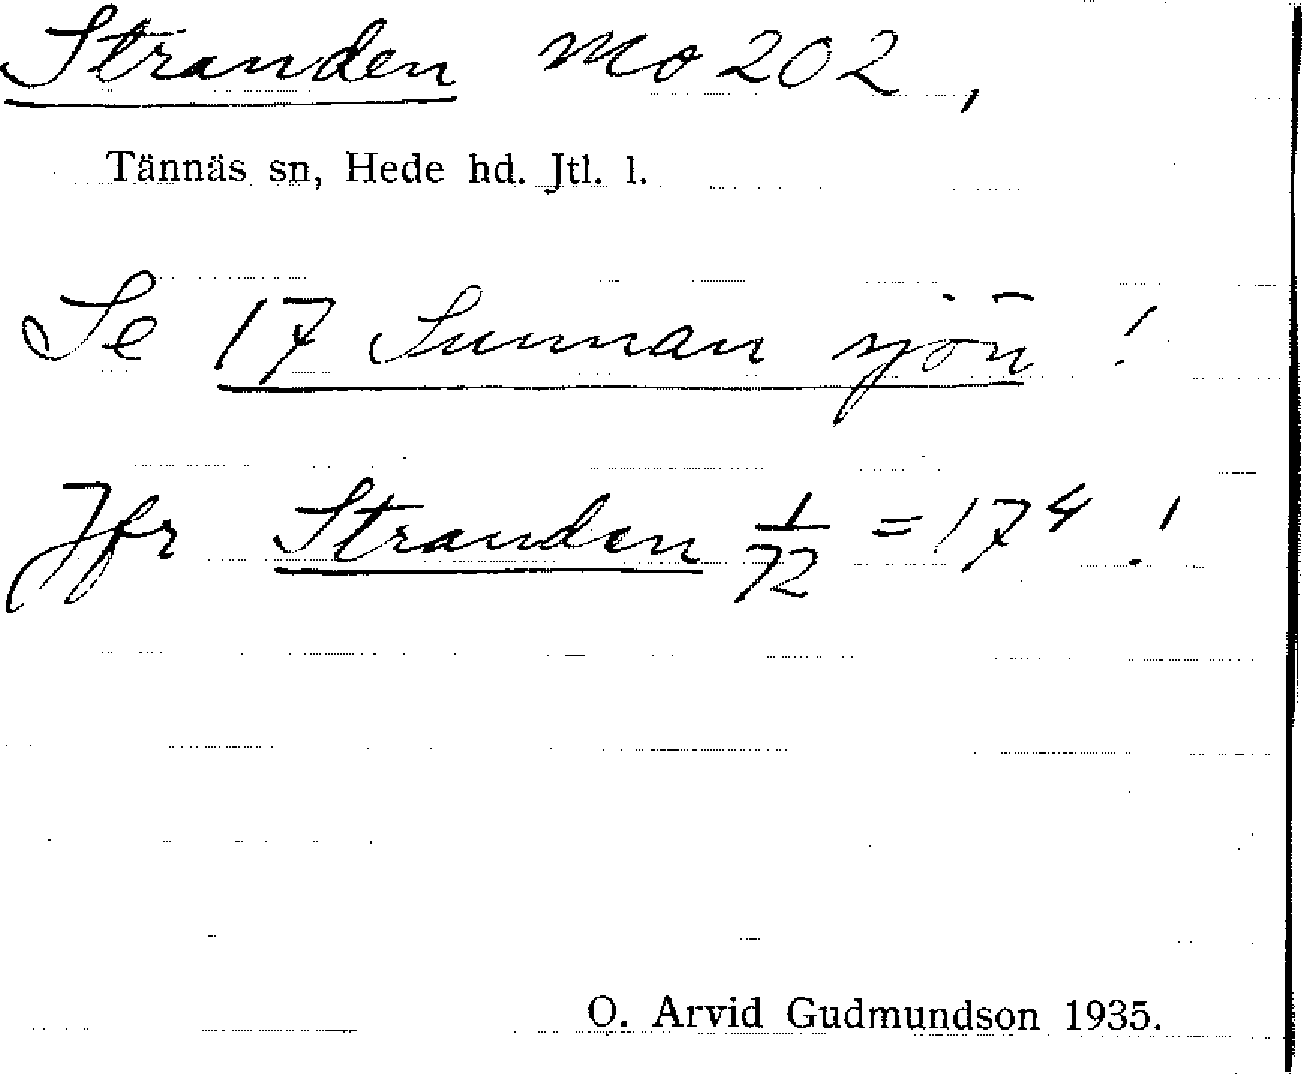 Stranden Mo 202,
Tännäs sn, Hede hd. Jtl. l.
Se 17 Sunnan sjön !
Jfr Stranden 1/72 = 17⁴ !
O. Arvid Gudmundson 1935.